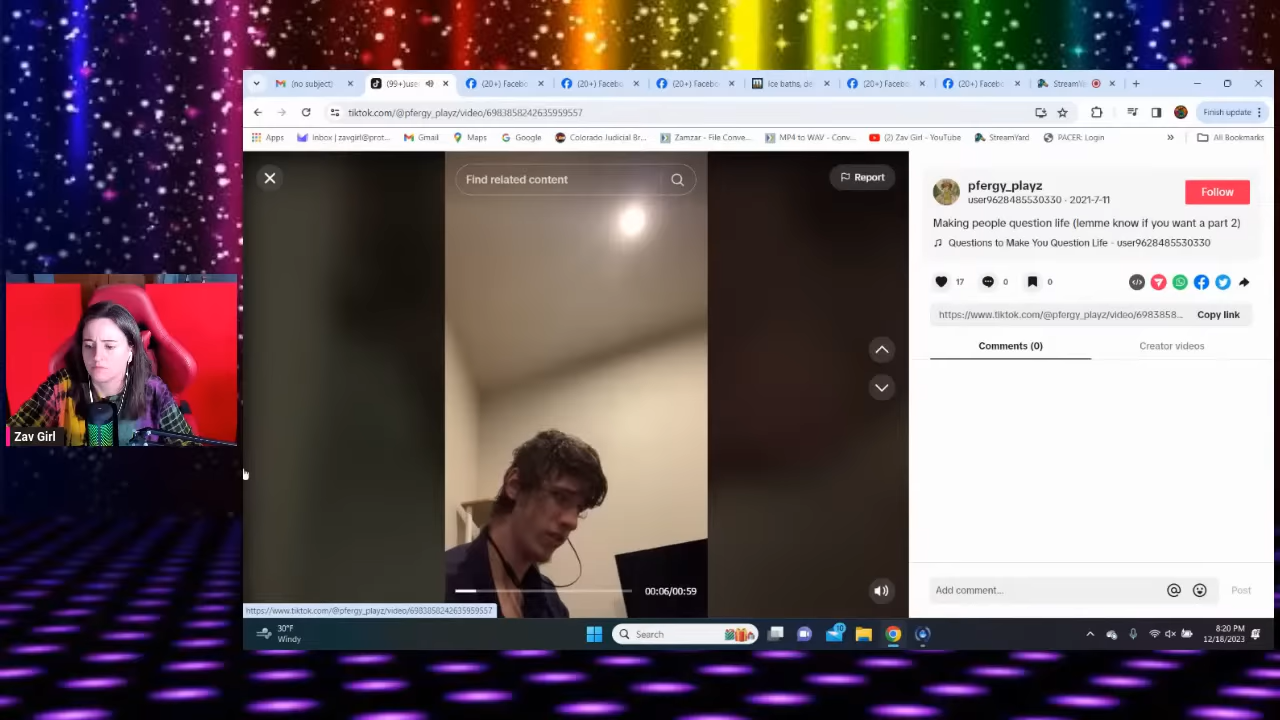 (no subject)
(99+)use
(20+) Facebo
(20+) Facebo
(20+) Facebo
Ice baths, de
(20+) Facebo
(20+) Facebo
StreamY
tiktok.com/@pfergy_playz/video/6983858242635959577
Finish update
Apps
Inbox | zavgirl@prot...
Gmail
Maps
Google
Colorado Judicial Br...
Zamzar - File Conve...
MP4 to WAV - Conv...
(2) Zav Girl - YouTube
StreamYard
PACER: Login
»
All Bookmarks
Find related content
Report
pfergy_playz
user9628485530330 · 2021-7-11
Follow
Making people question life (lemme know if you want a part 2)
Questions to Make You Question Life - user9628485530330
17
0
0
https://www.tiktok.com/@pfergy_playz/video/6983858...
Copy link
Comments (0)
Creator videos
Zav Girl
00:06/00:59
Add comment...
Post
https://www.tiktok.com/@pfergy_playz/video/6983858242635959577
30°F
Windy
Search
8:20 PM
12/18/2023